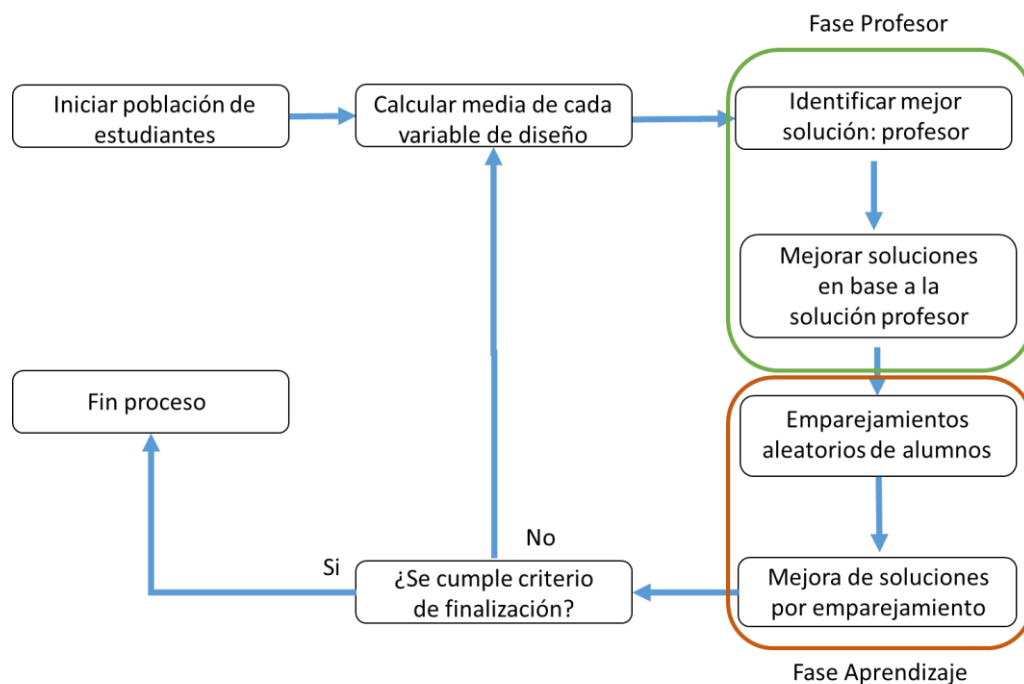 Fase Profesor
Iniciar población de
estudiantes
Calcular media de cada
variable de diseño
Identificar mejor
solución: profesor
Mejorar soluciones
en base a la
solución profesor
Fin proceso
Emparejamientos
aleatorios de alumnos
No
Si
¿Se cumple criterio
de finalización?
Mejora de soluciones
por emparejamiento
Fase Aprendizaje